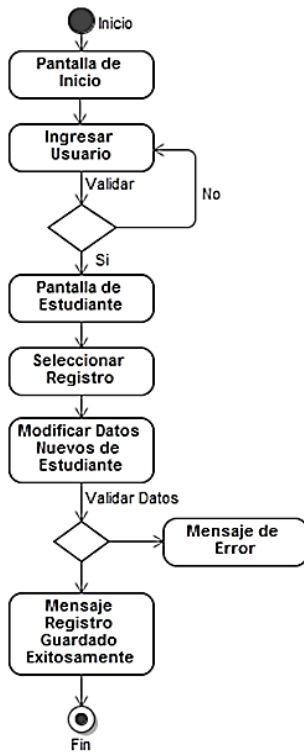 Inicio
Pantalla de
Inicio
Ingresar
Usuario
Validar
No
Si
Pantalla de
Estudiante
Seleccionar
Registro
Modificar Datos
Nuevos de
Estudiante
Validar Datos
Mensaje de
Error
Mensaje
Registro
Guardado
Exitosamente
Fin